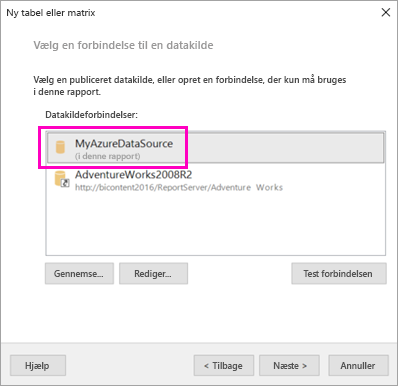 Ny tabel eller matrix
Vælg en forbindelse til en datakilde
Vælg en publiceret datakilde, eller opret en forbindelse, der kun må bruges
i denne rapport.
Datakildeforbindelser:
MyAzureDataSource
(i denne rapport)
AdventureWorks2008R2
http://bicontent2016/ReportServer/Adventure Works
Gennemse...
Rediger...
Test forbindelsen
Hjælp
< Tilbage
Næste >
Annuller